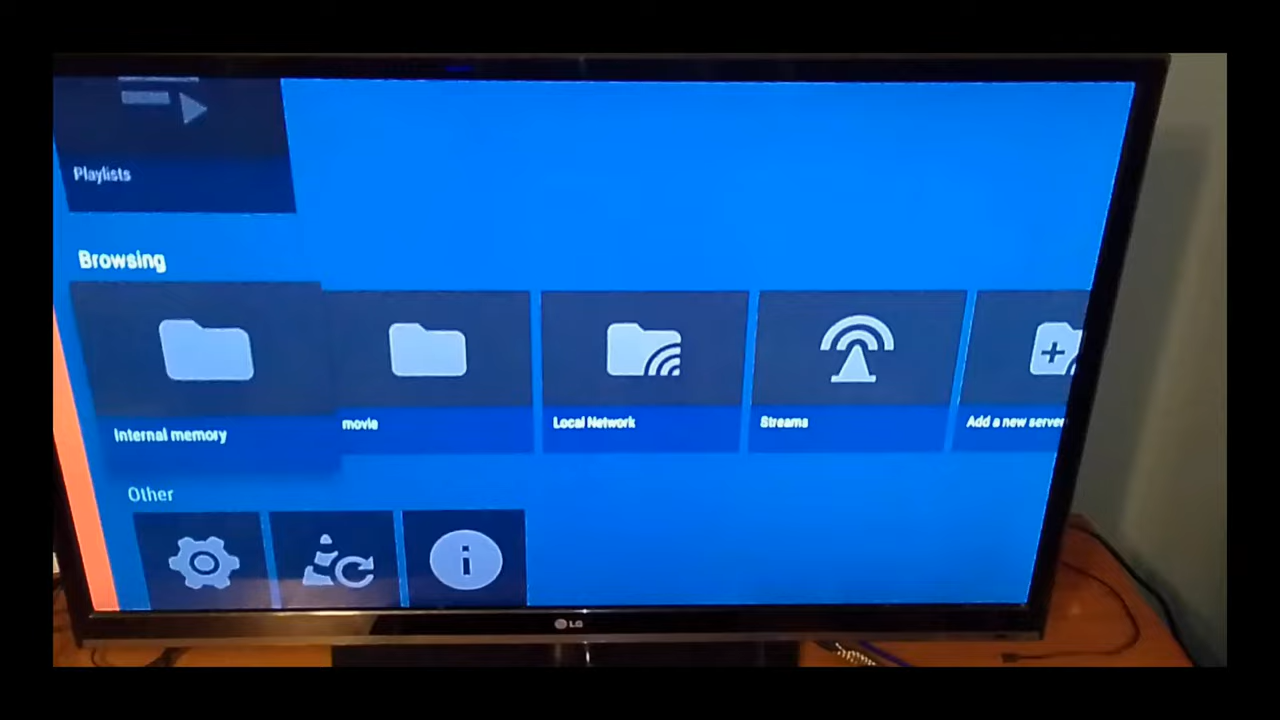 Playlists
Browsing
Internal memory
movie
Local Network
Streams
Add a new server
Other
LG